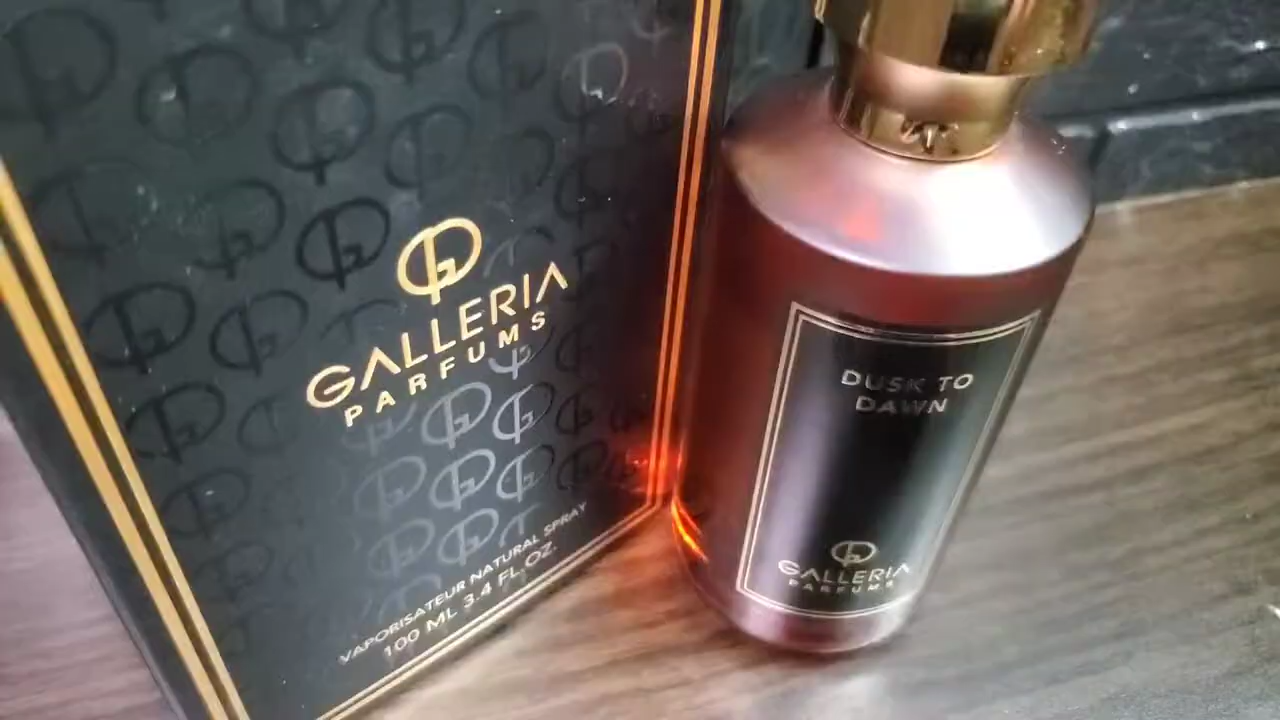 GALLERIA
PARFUMS
VAPORISATEUR NATURAL SPRAY
100 ML 3.4 FL.OZ.
DUSK TO
DAWN
GALLERIA
PARFUMS